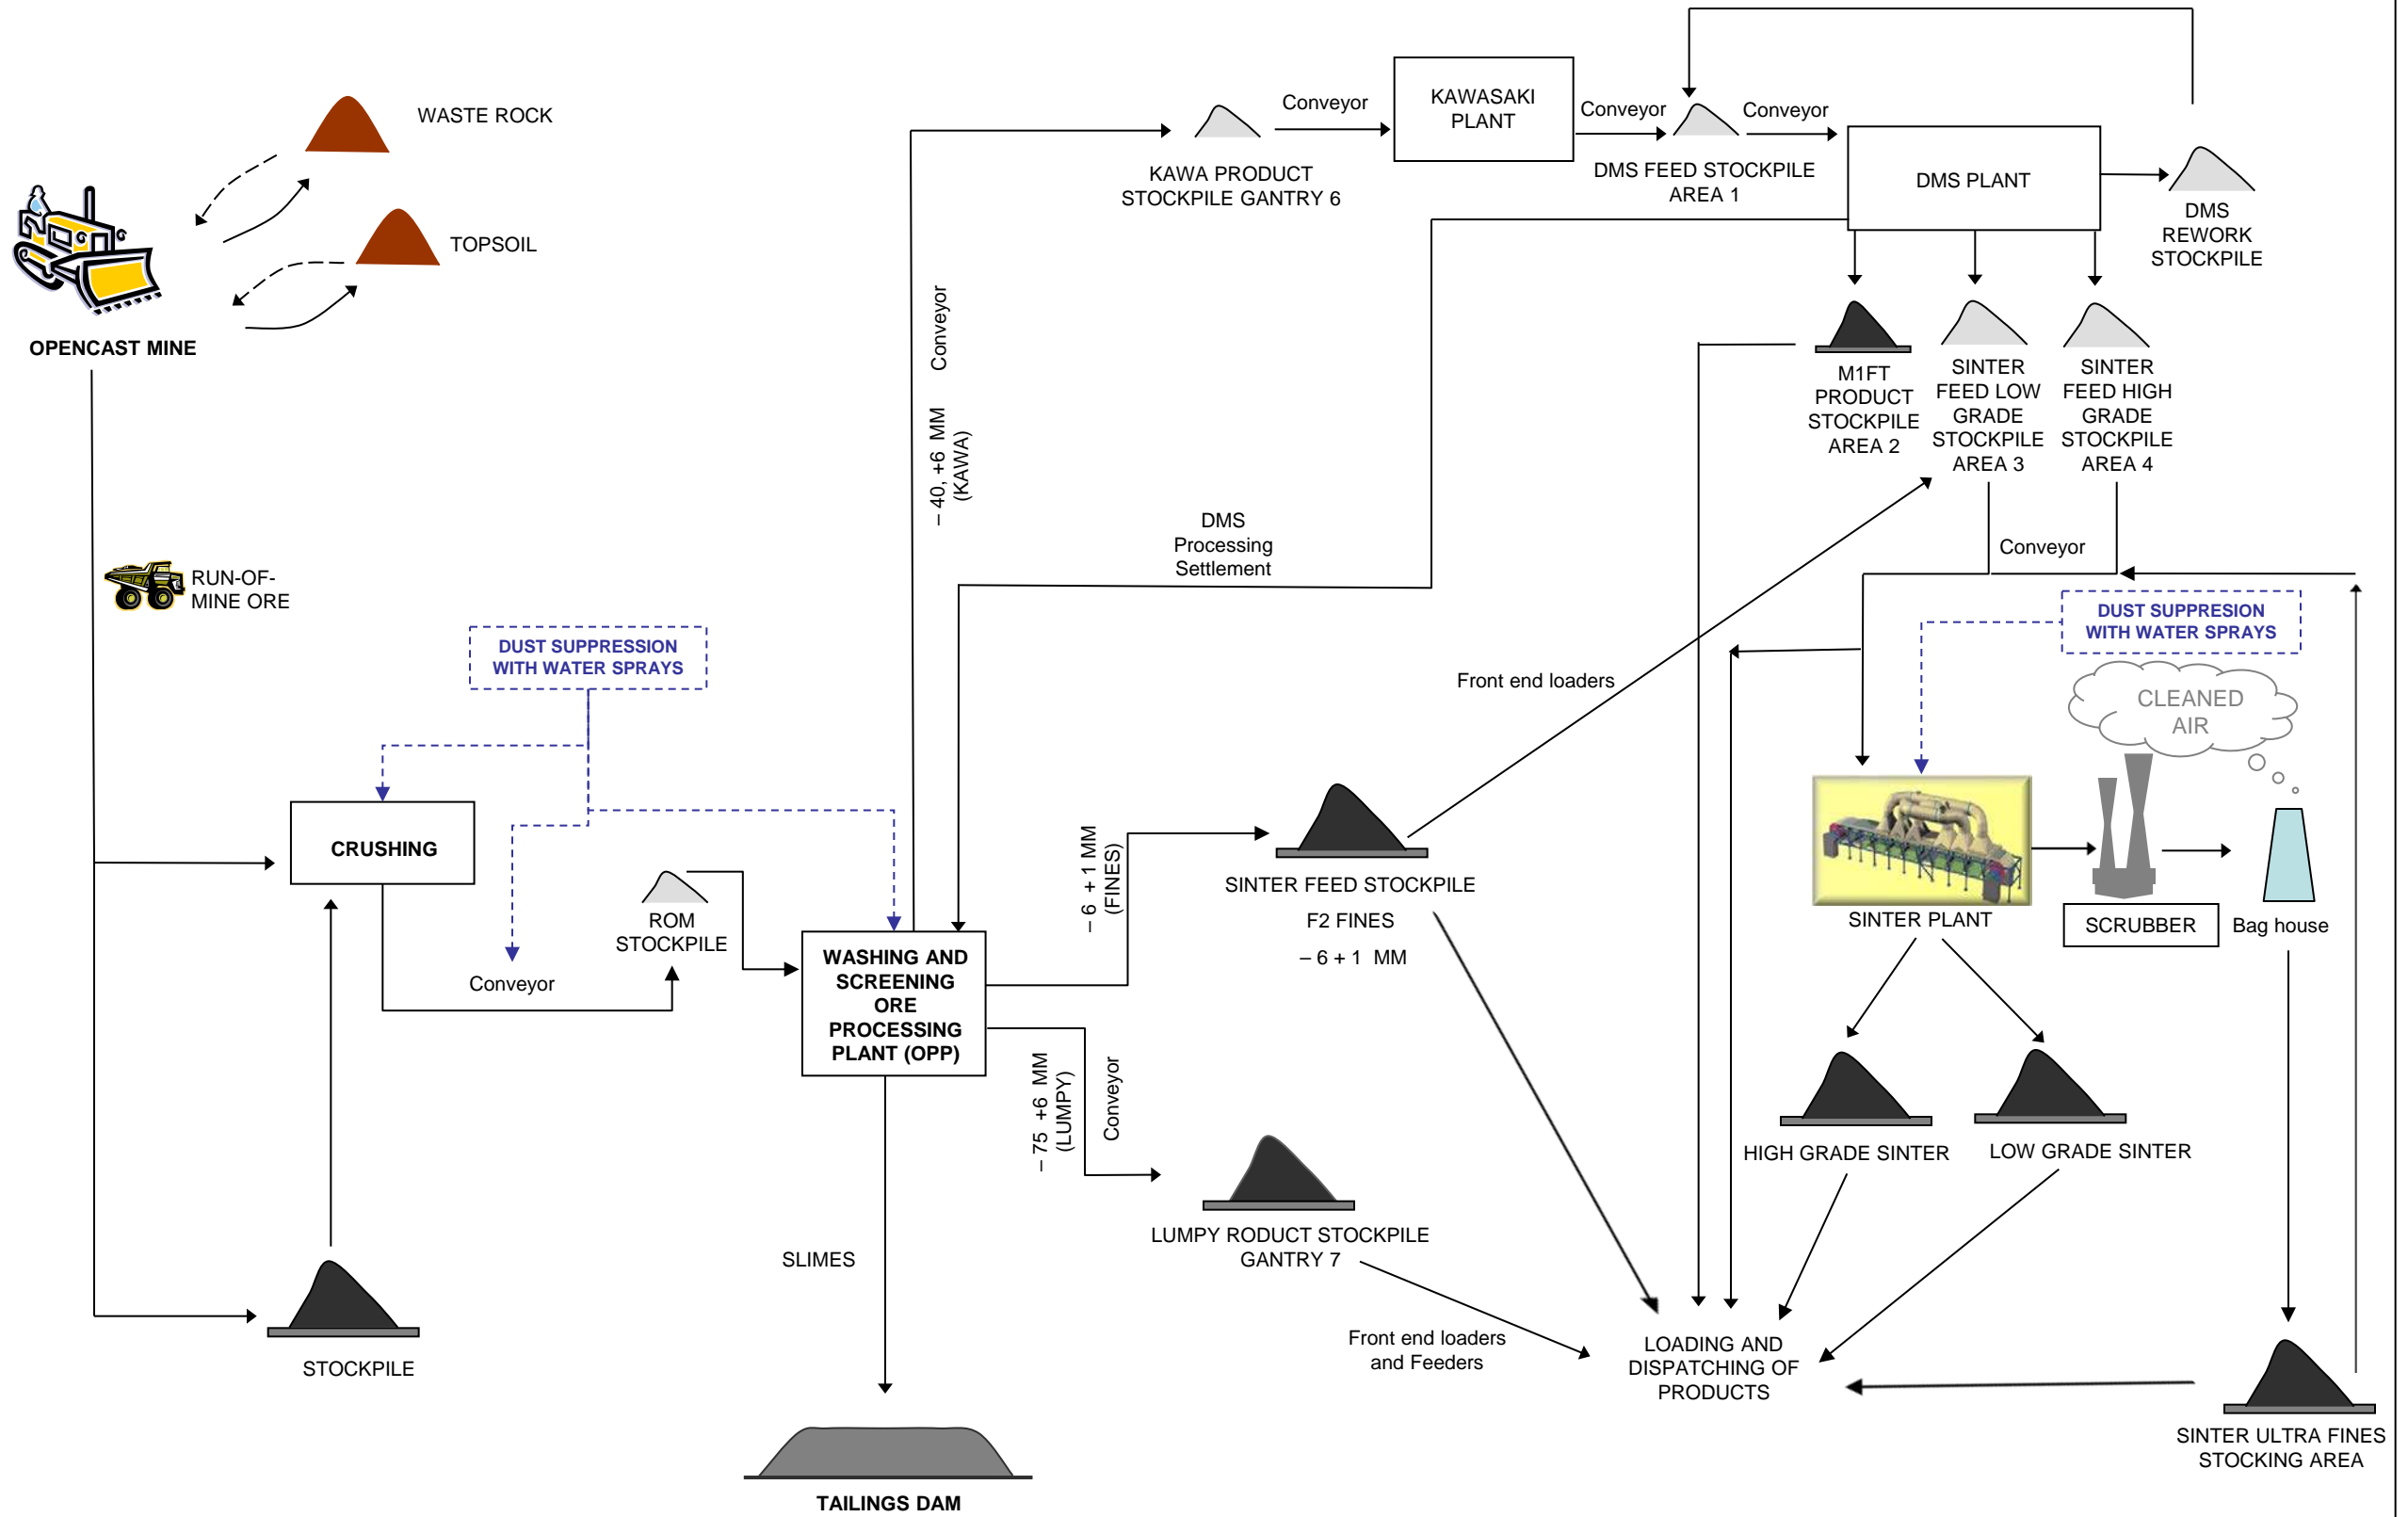 WASTE ROCK
TOPSOIL
OPENCAST MINE
RUN-OF-
MINE ORE
DUST SUPPRESSION
WITH WATER SPRAYS
CRUSHING
Conveyor
STOCKPILE
ROM
STOCKPILE
WASHING AND
SCREENING
ORE
PROCESSING
PLANT (OPP)
SLIMES
TAILINGS DAM
– 40, +6 MM Conveyor
(KAWA)
KAWA PRODUCT
STOCKPILE GANTRY 6
Conveyor
KAWASAKI
PLANT
Conveyor
DMS FEED STOCKPILE
AREA 1
Conveyor
DMS PLANT
DMS
REWORK
STOCKPILE
M1FT
PRODUCT
STOCKPILE
AREA 2
SINTER
FEED LOW
GRADE
STOCKPILE
AREA 3
SINTER
FEED HIGH
GRADE
STOCKPILE
AREA 4
DMS
Processing
Settlement
Conveyor
DUST SUPPRESION
WITH WATER SPRAYS
Front end loaders
CLEANED
AIR
– 6 + 1 MM
(FINES)
SINTER FEED STOCKPILE
F2 FINES
– 6 + 1 MM
SINTER PLANT
SCRUBBER
Bag house
– 75 +6 MM
(LUMPY)
Conveyor
LUMPY RODUCT STOCKPILE
GANTRY 7
HIGH GRADE SINTER
LOW GRADE SINTER
Front end loaders
and Feeders
LOADING AND
DISPATCHING OF
PRODUCTS
SINTER ULTRA FINES
STOCKING AREA